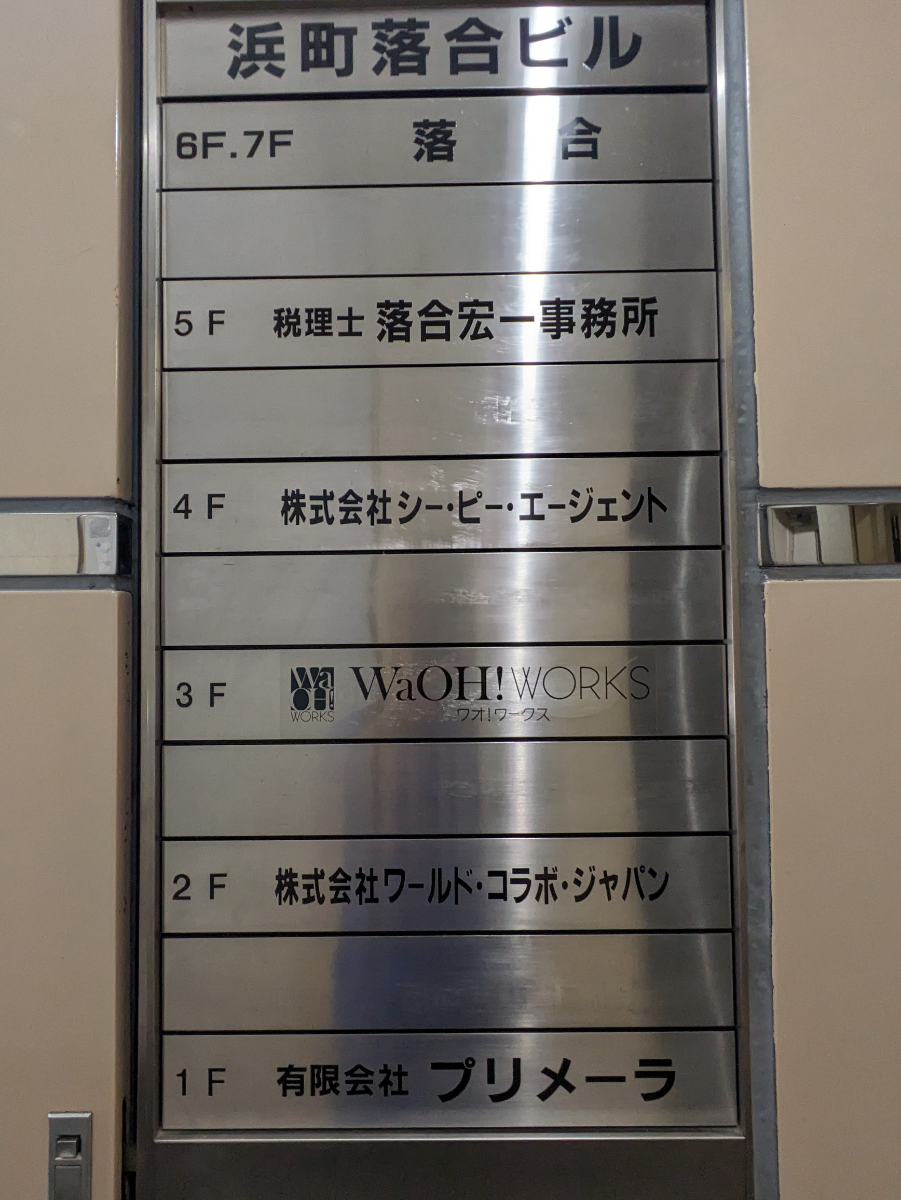 浜町落合ビル
6F.7F 落合
5F 税理士 落合宏一事務所
4F 株式会社シー・ピー・エージェント
3F Wa OH! WORKS WaOH! WORKS
ワオ!ワークス
2F 株式会社ワールド・コラボ・ジャパン
1F 有限会社 プリメーラ